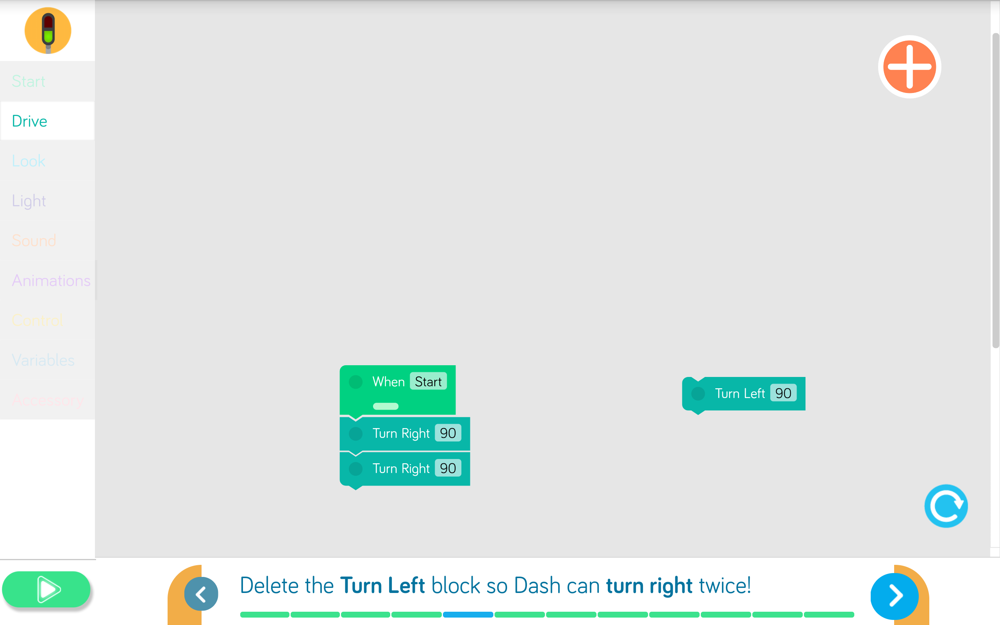 Start
Drive
Look
Light
Sound
Animations
Control
Variables
Accessory
When Start
Turn Right 90
Turn Right 90
Turn Left 90
Delete the Turn Left block so Dash can turn right twice!